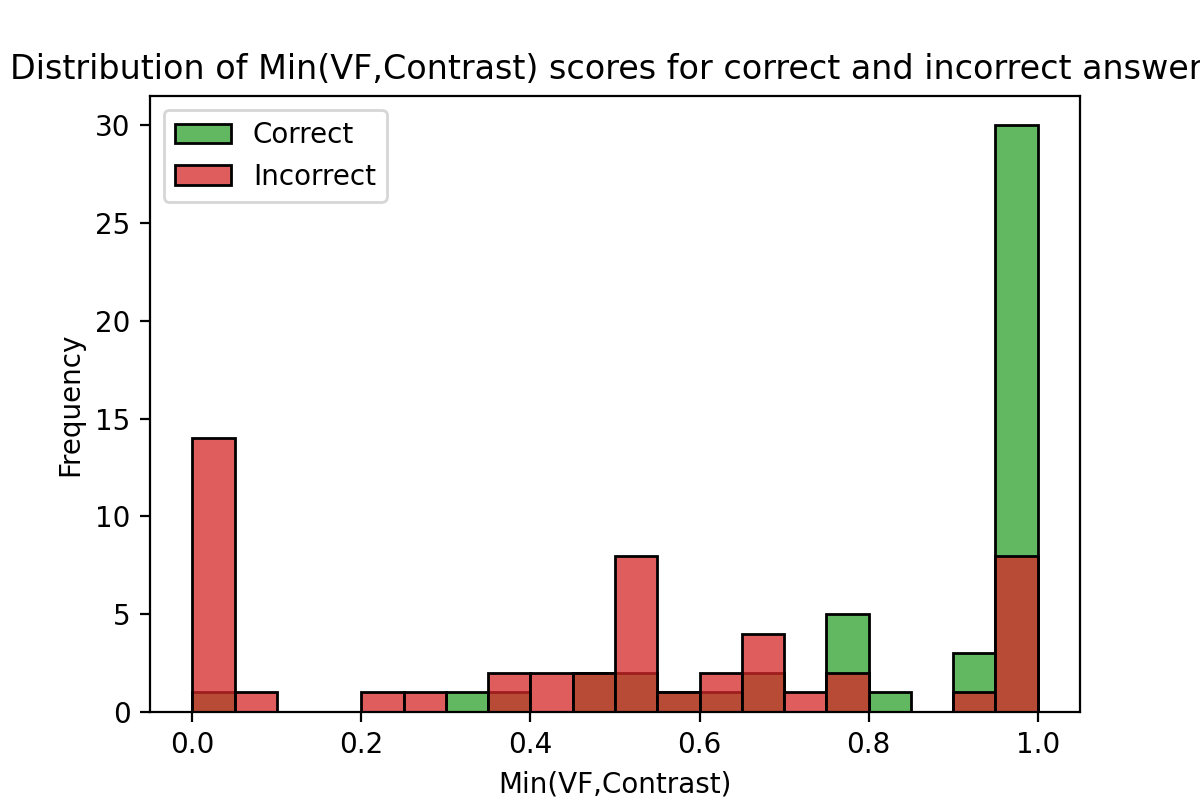 Distribution of Min(VF,Contrast) scores for correct and incorrect answer
Correct
Incorrect
30
25
20
15
10
5
0
Frequency
0.0 0.2 0.4 0.6 0.8 1.0
Min(VF,Contrast)